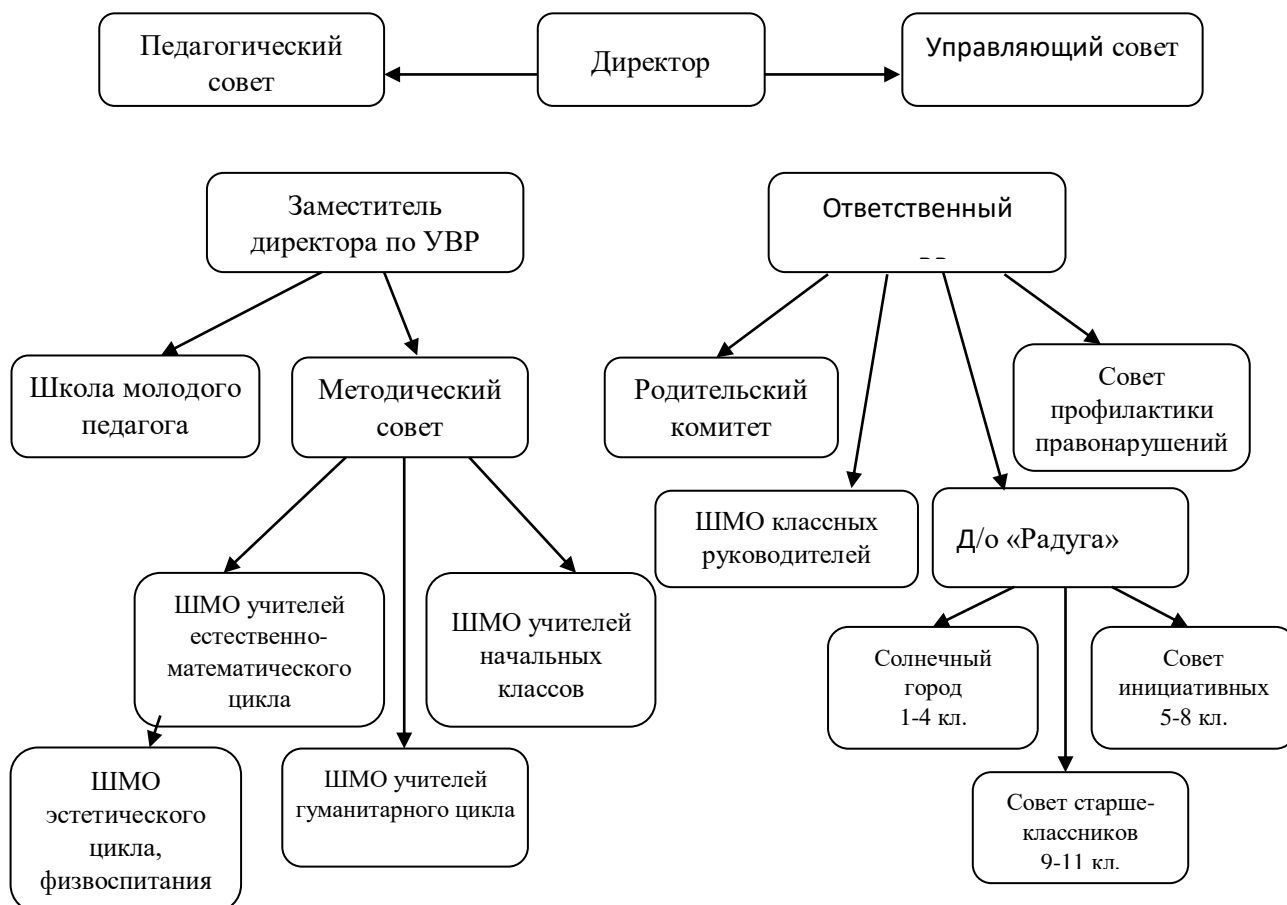 Педагогический
совет
Директор
Управляющий совет
Заместитель
директора по УВР
Ответственный
Школа молодого
педагога
Методический
совет
Родительский
комитет
Совет
профилактики
правонарушений
ШМО классных
руководителей
Д/о «Радуга»
ШМО учителей
естественно-
математического
цикла
ШМО учителей
начальных
классов
Солнечный
город
1-4 кл.
Совет
инициативных
5-8 кл.
ШМО
эстетического
цикла,
физвоспитания
ШМО учителей
гуманитарного цикла
Совет старше-
классников
9-11 кл.